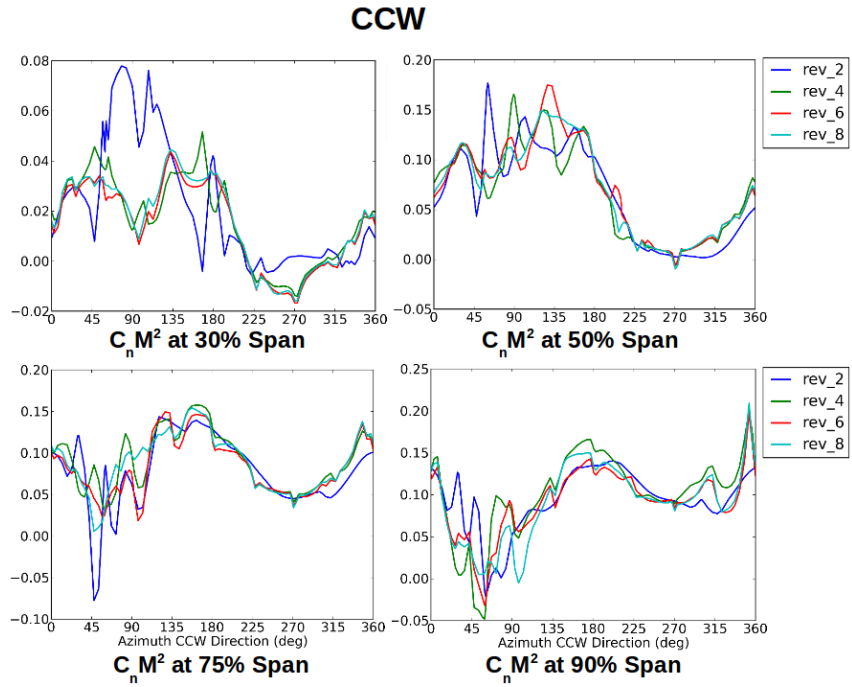 CCW
0.08
0.06
0.04
0.02
0.00
−0.02
0 45 90 135 180 225 270 315 360
CₙM² at 30% Span
0.20
0.15
0.10
0.05
0.00
−0.05
0 45 90 135 180 225 270 315 360
CₙM² at 50% Span
rev_2
rev_4
rev_6
rev_8
0.20
0.15
0.10
0.05
0.00
−0.05
−0.10
0 45 90 135 180 225 270 315 360
Azimuth CCW Direction (deg)
CₙM² at 75% Span
0.25
0.20
0.15
0.10
0.05
0.00
−0.05
0 45 90 135 180 225 270 315 360
Azimuth CCW Direction (deg)
CₙM² at 90% Span
rev_2
rev_4
rev_6
rev_8